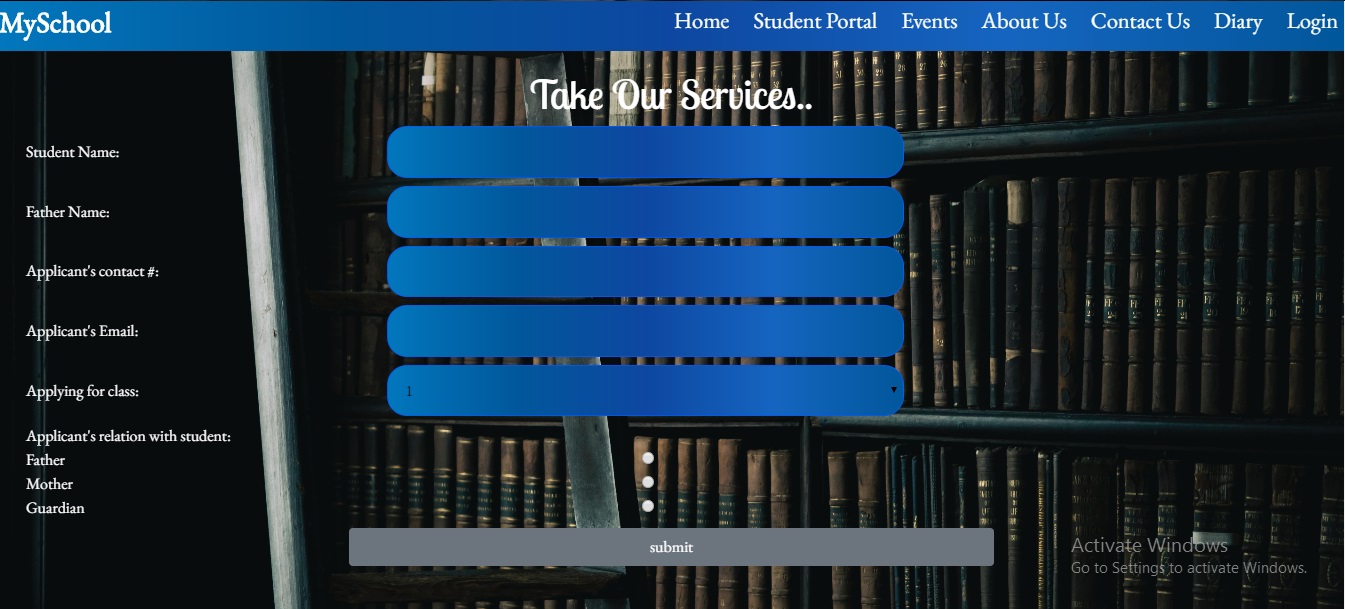 MySchool
Home Student Portal Events About Us Contact Us Diary Login
Take Our Services..
Student Name:
Father Name:
Applicant's contact #:
Applicant's Email:
Applying for class:
1
Applicant's relation with student:
Father
Mother
Guardian
submit
Activate Windows
Go to Settings to activate Windows.